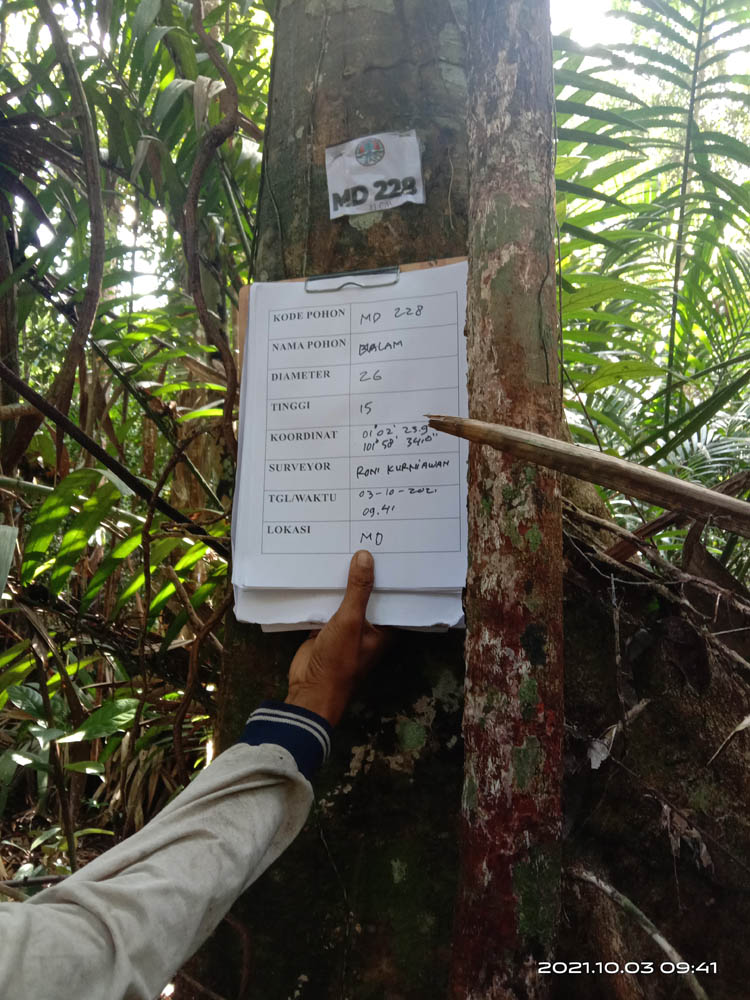 MD 228
KODE POHON MD 228
NAMA POHON BALAM
DIAMETER 26
TINGGI 15
KOORDINAT 01° 02' 23.9"
101° 58' 34.0"
SURVEYOR RONI KURNIAWAN
TGL/WAKTU 03-10-2021
09.41
LOKASI MD
2021.10.03 09:41